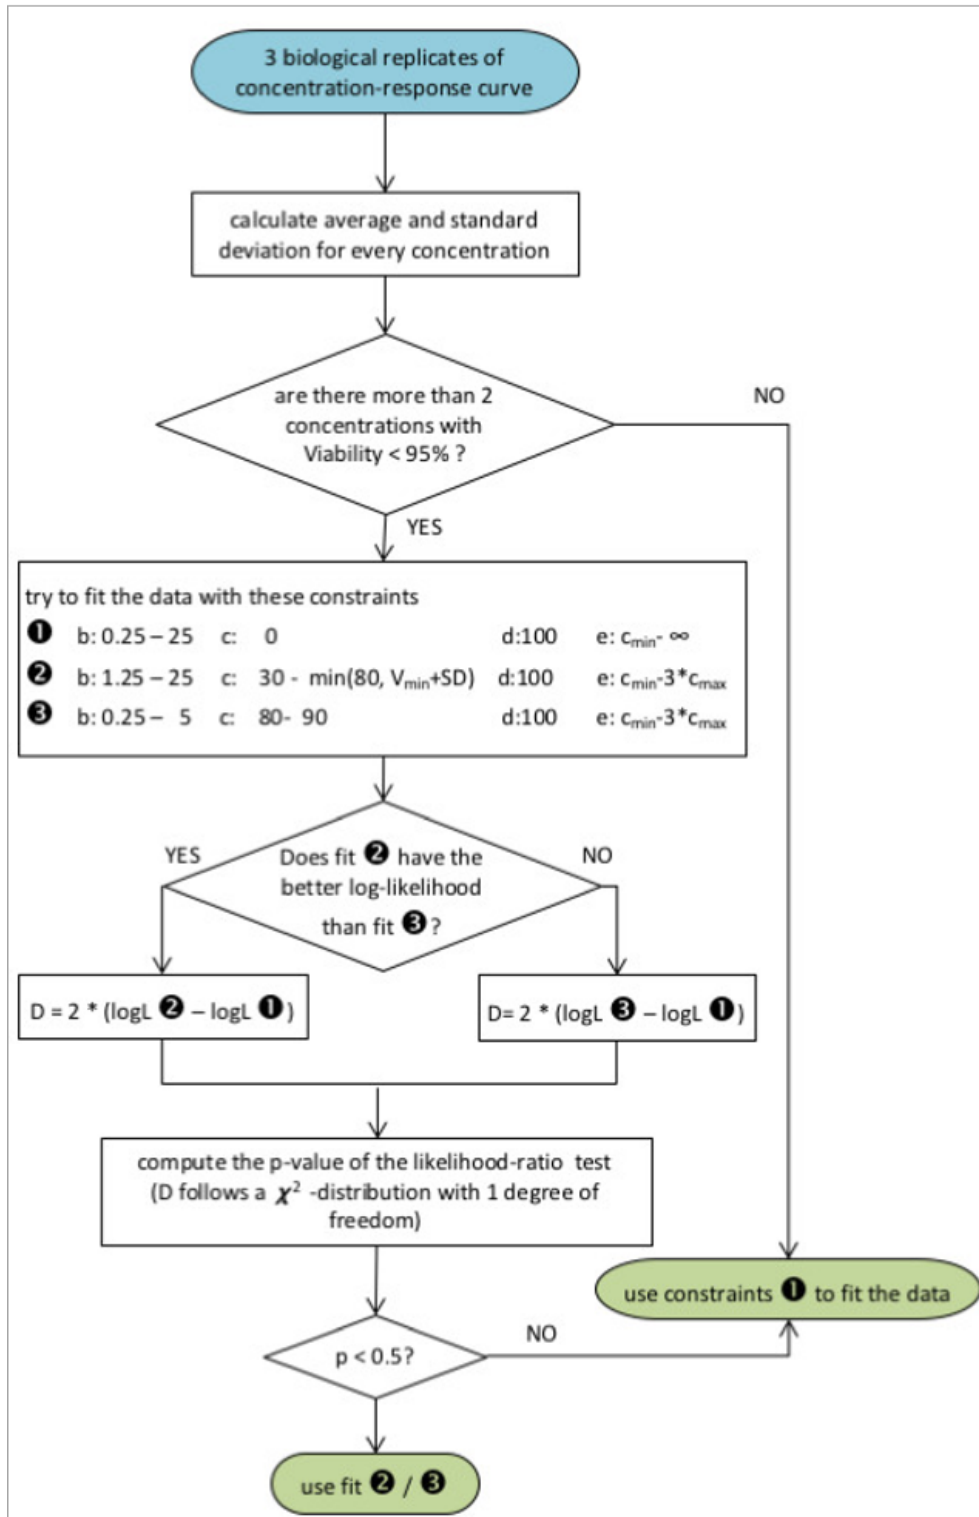 3 biological replicates of
concentration-response curve
calculate average and standard
deviation for every concentration
are there more than 2
concentrations with
Viability < 95% ?
NO
YES
try to fit the data with these constraints
❶ b: 0.25 – 25 c: 0 d:100 e: cmin- ∞
❷ b: 1.25 – 25 c: 30 - min(80, Vmin+SD) d:100 e: cmin-3*cmax
❸ b: 0.25 – 5 c: 80- 90 d:100 e: cmin-3*cmax
YES
Does fit ❷ have the
better log-likelihood
than fit ❸ ?
NO
D = 2 * (logL ❷ – logL ❶ )
D= 2 * (logL ❸ – logL ❶ )
compute the p-value of the likelihood-ratio test
(D follows a χ² -distribution with 1 degree of
freedom)
use constraints ❶ to fit the data
p < 0.5?
NO
use fit ❷ / ❸